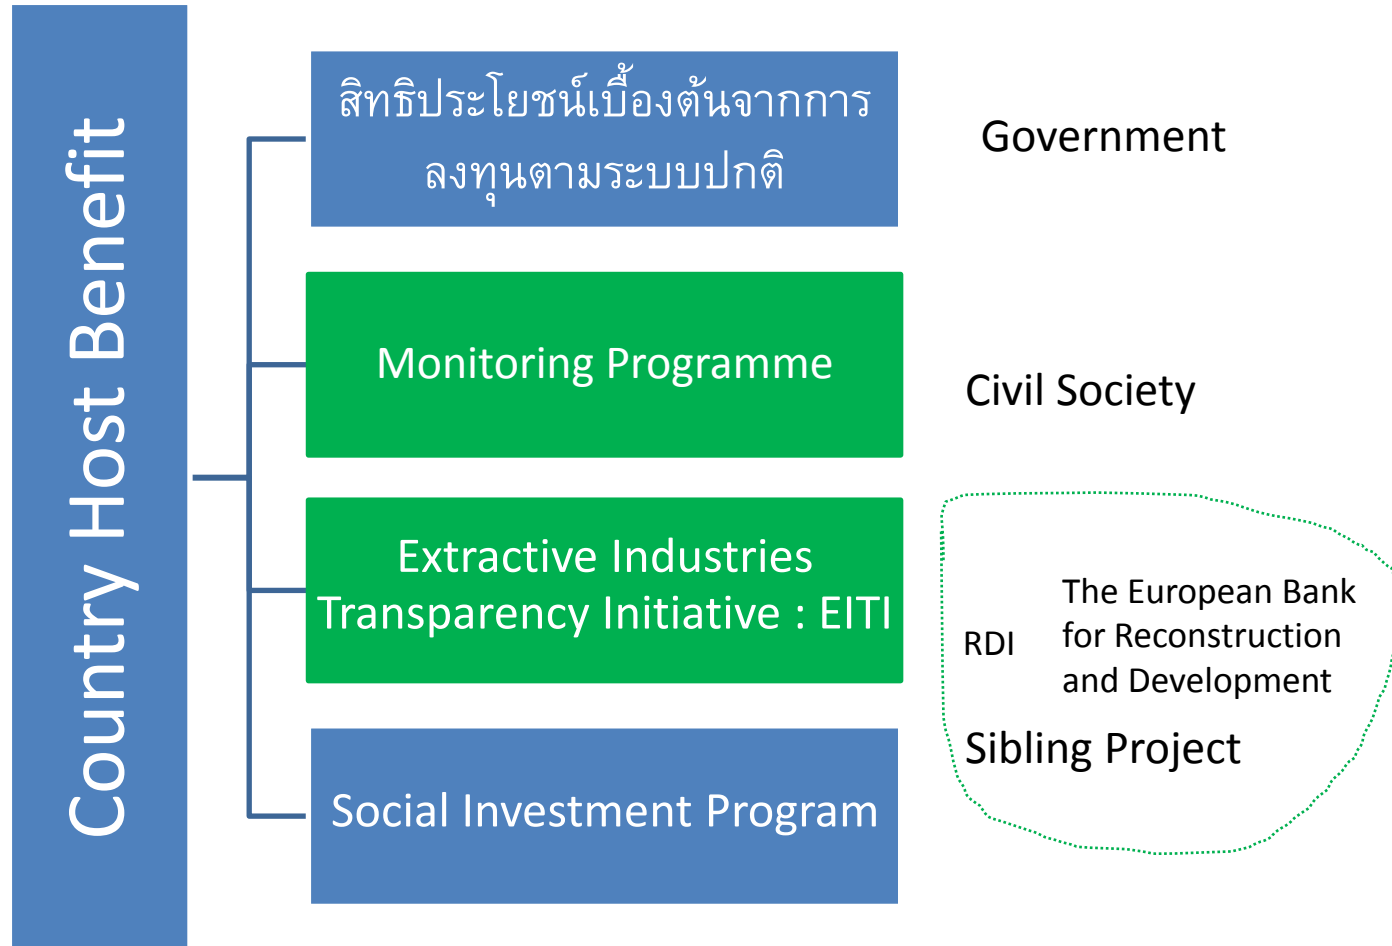 Country Host Benefit
สิทธิประโยชน์เบื้องต้นจากการ
ลงทุนตามระบบปกติ
Government
Monitoring Programme
Civil Society
Extractive Industries
Transparency Initiative : EITI
RDI
The European Bank
for Reconstruction
and Development
Sibling Project
Social Investment Program